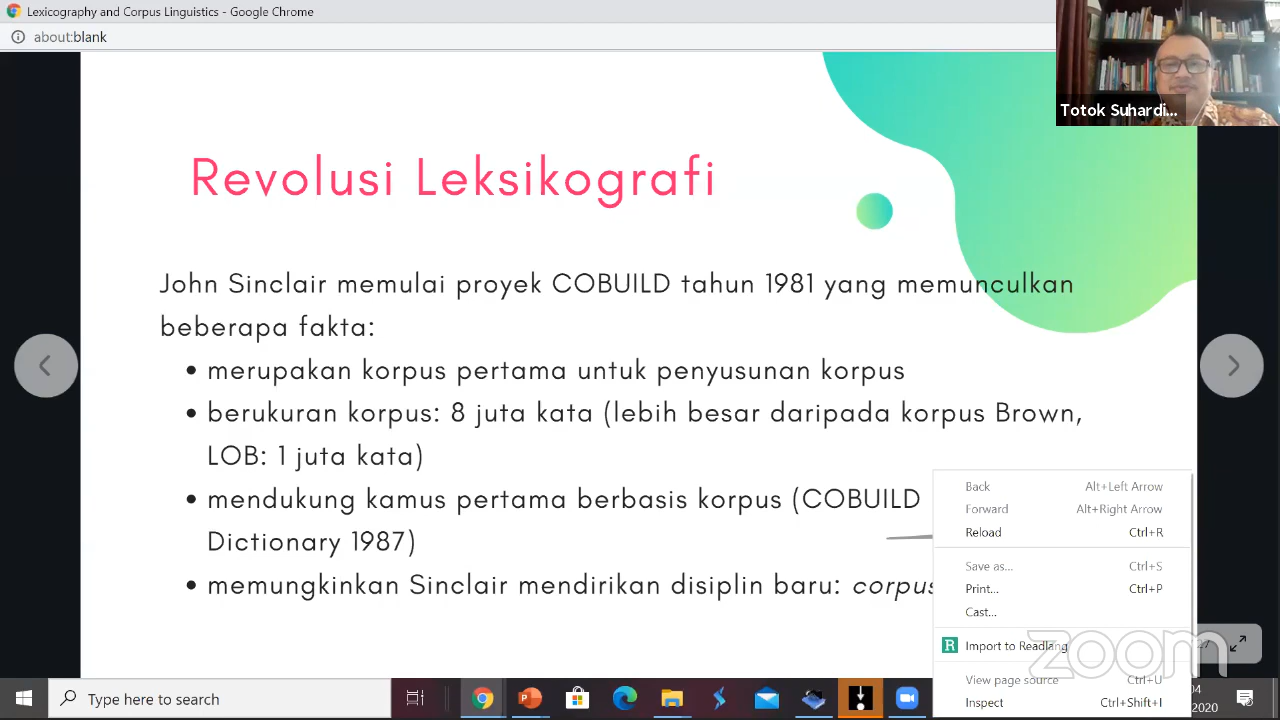 Lexicography and Corpus Linguistics - Google Chrome
about:blank
Totok Suhardi...
Revolusi Leksikografi
John Sinclair memulai proyek COBUILD tahun 1981 yang memunculkan
beberapa fakta:
• merupakan korpus pertama untuk penyusunan korpus
• berukuran korpus: 8 juta kata (lebih besar daripada korpus Brown,
LOB: 1 juta kata)
• mendukung kamus pertama berbasis korpus (COBUILD
Dictionary 1987)
• memungkinkan Sinclair mendirikan disiplin baru: corpus
Back Alt+Left Arrow
Forward Alt+Right Arrow
Reload Ctrl+R
Save as... Ctrl+S
Print... Ctrl+P
Cast...
R Import to Readlang
View page source Ctrl+U
Inspect Ctrl+Shift+I
zoom
Type here to search
04
2020